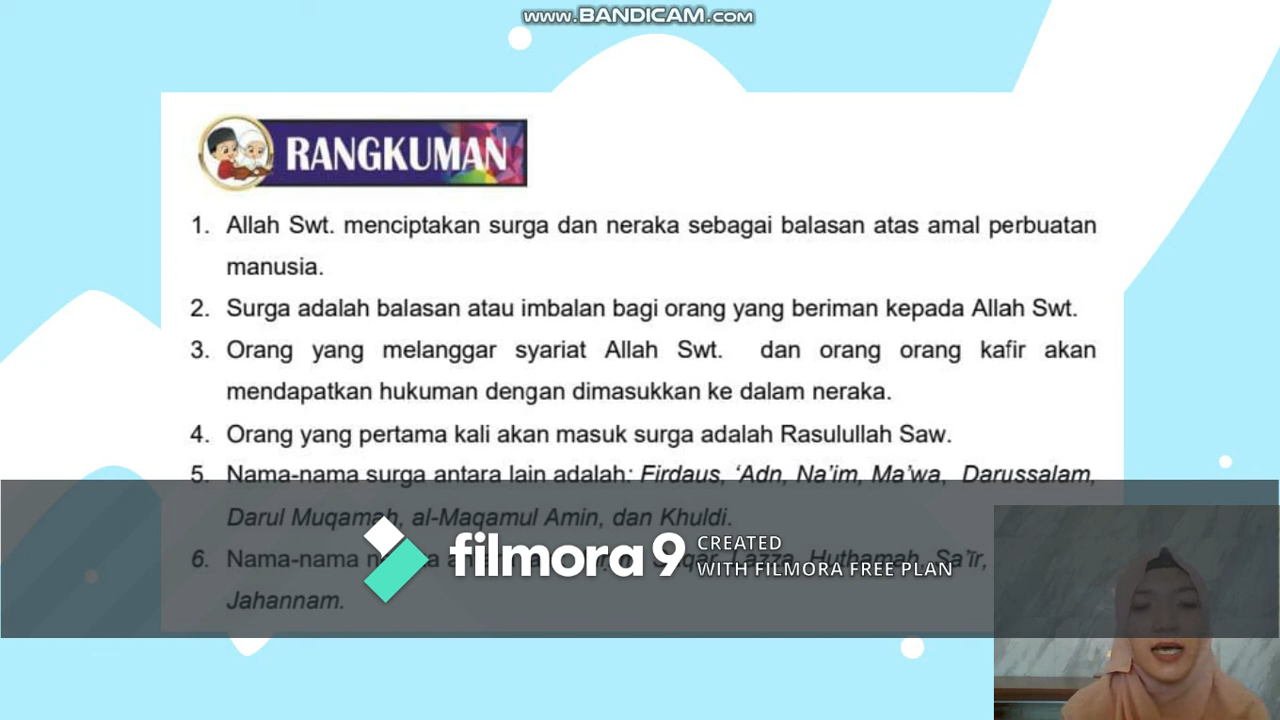 www.BANDICAM.com
RANGKUMAN
1. Allah Swt. menciptakan surga dan neraka sebagai balasan atas amal perbuatan
manusia.
2. Surga adalah balasan atau imbalan bagi orang yang beriman kepada Allah Swt.
3. Orang yang melanggar syariat Allah Swt. dan orang orang kafir akan
mendapatkan hukuman dengan dimasukkan ke dalam neraka.
4. Orang yang pertama kali akan masuk surga adalah Rasulullah Saw.
5. Nama-nama surga antara lain adalah: Firdaus, ‘Adn, Na’im, Ma’wa, Darussalam,
Darul Muqamah, al-Maqamul Amin, dan Khuldi.
6. Nama-nama Huthamah, Sa’īr,
Jahannam.
filmora9
CREATED
WITH FILMORA FREE PLAN